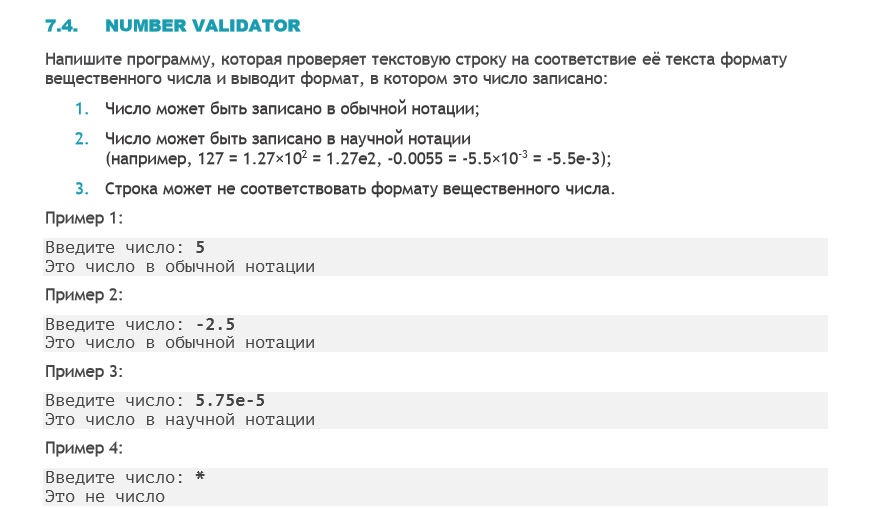 7.4. NUMBER VALIDATOR
Напишите программу, которая проверяет текстовую строку на соответствие её текста формату
вещественного числа и выводит формат, в котором это число записано:
1. Число может быть записано в обычной нотации;
2. Число может быть записано в научной нотации
(например, 127 = 1.27×10² = 1.27e2, -0.0055 = -5.5×10⁻³ = -5.5e-3);
3. Строка может не соответствовать формату вещественного числа.
Пример 1:
Введите число: 5
Это число в обычной нотации
Пример 2:
Введите число: -2.5
Это число в обычной нотации
Пример 3:
Введите число: 5.75e-5
Это число в научной нотации
Пример 4:
Введите число: *
Это не число